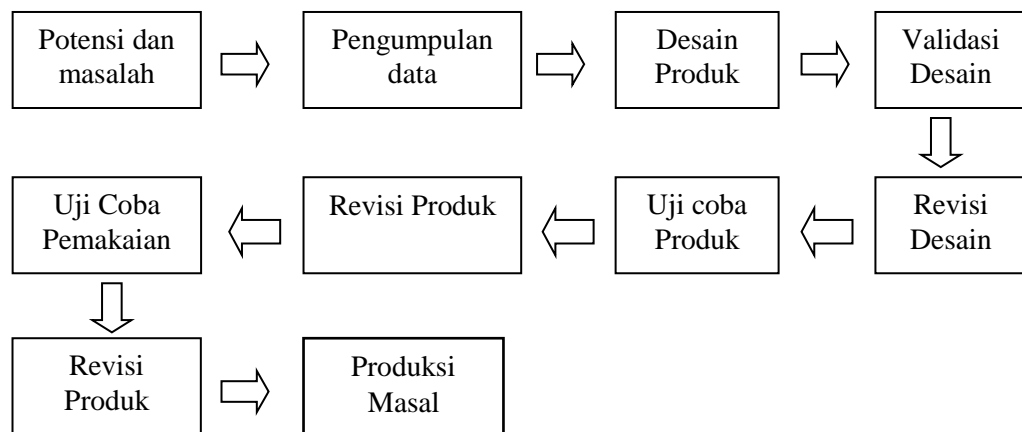 Potensi dan
masalah
Pengumpulan
data
Desain
Produk
Validasi
Desain
Revisi
Desain
Uji coba
Produk
Revisi Produk
Uji Coba
Pemakaian
Revisi
Produk
Produksi
Masal